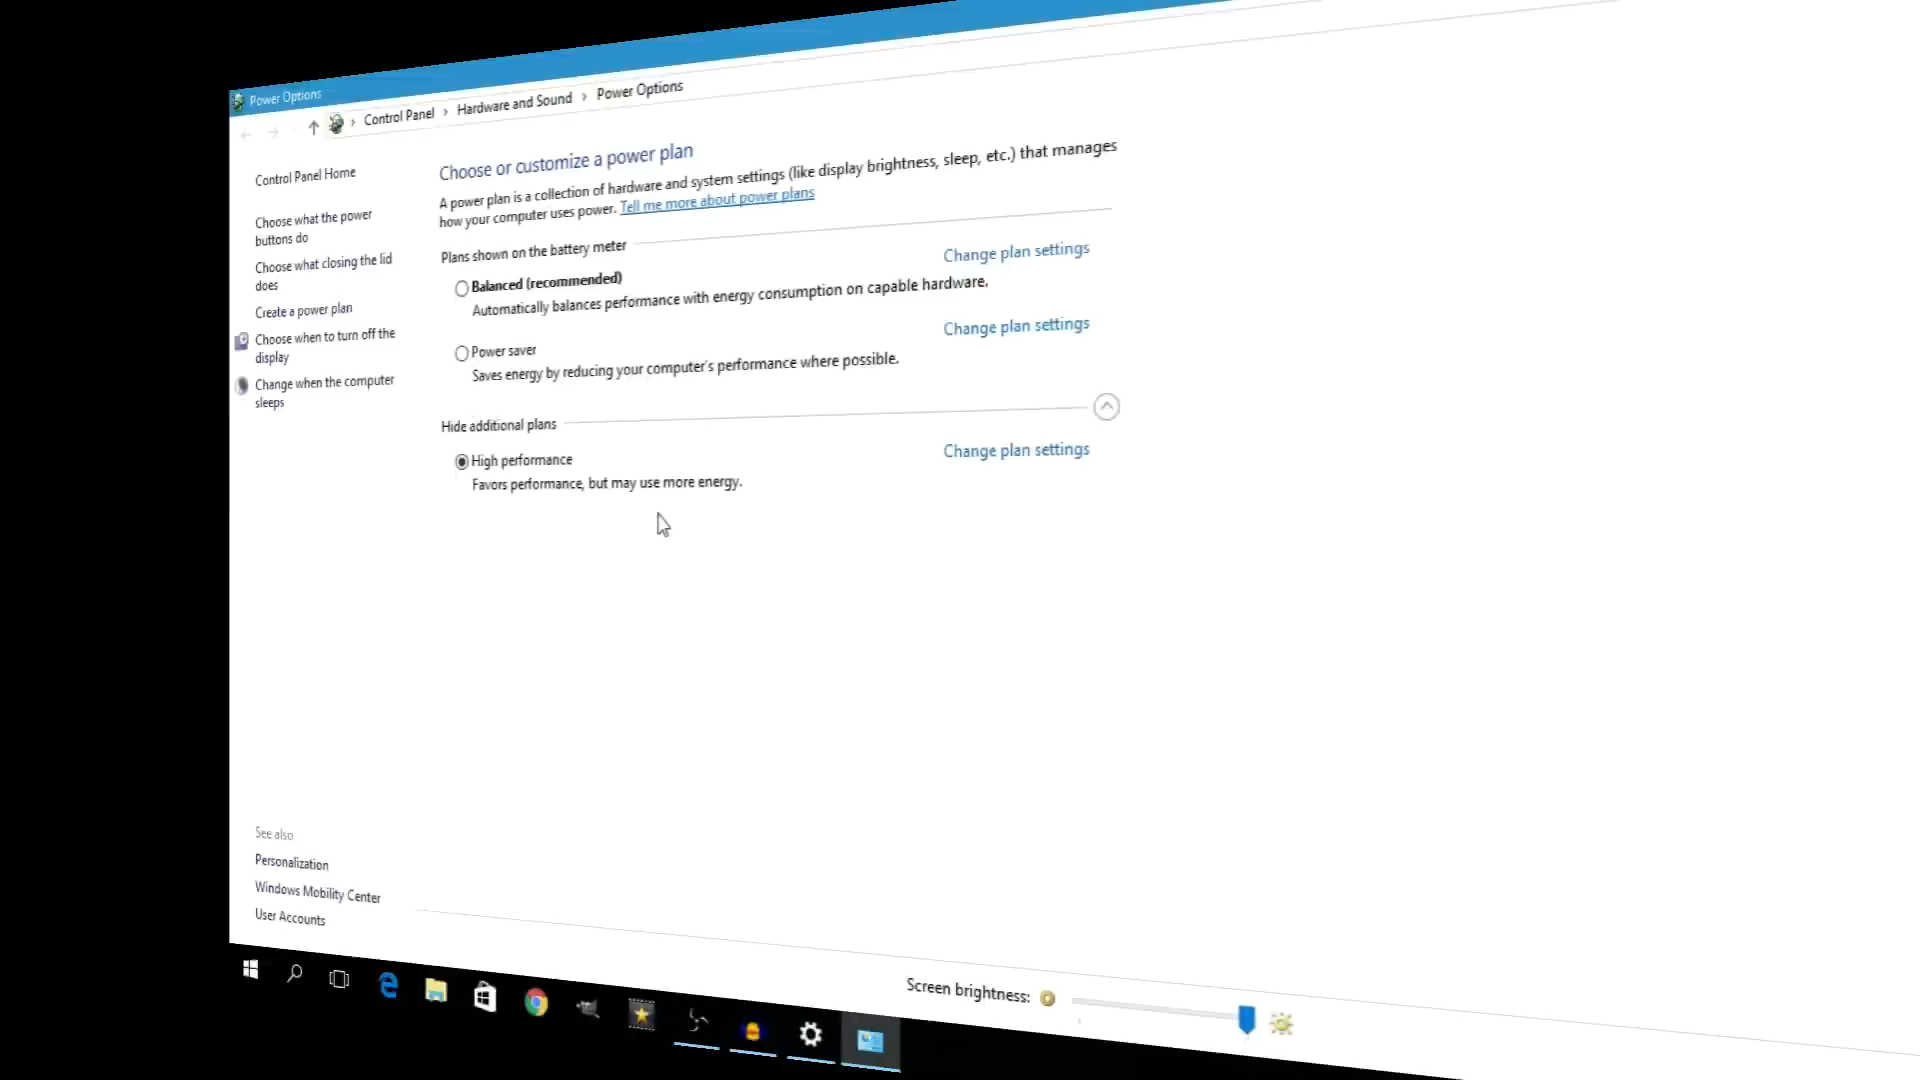 Power Options
Control Panel › Hardware and Sound › Power Options
Control Panel Home
Choose what the power
buttons do
Choose what closing the lid
does
Create a power plan
Choose when to turn off the
display
Change when the computer
sleeps
Choose or customize a power plan
A power plan is a collection of hardware and system settings (like display brightness, sleep, etc.) that manages
how your computer uses power. Tell me more about power plans
Plans shown on the battery meter
Balanced (recommended)
Change plan settings
Automatically balances performance with energy consumption on capable hardware.
Power saver
Change plan settings
Saves energy by reducing your computer's performance where possible.
Hide additional plans
High performance
Change plan settings
Favors performance, but may use more energy.
See also
Personalization
Windows Mobility Center
User Accounts
Screen brightness: